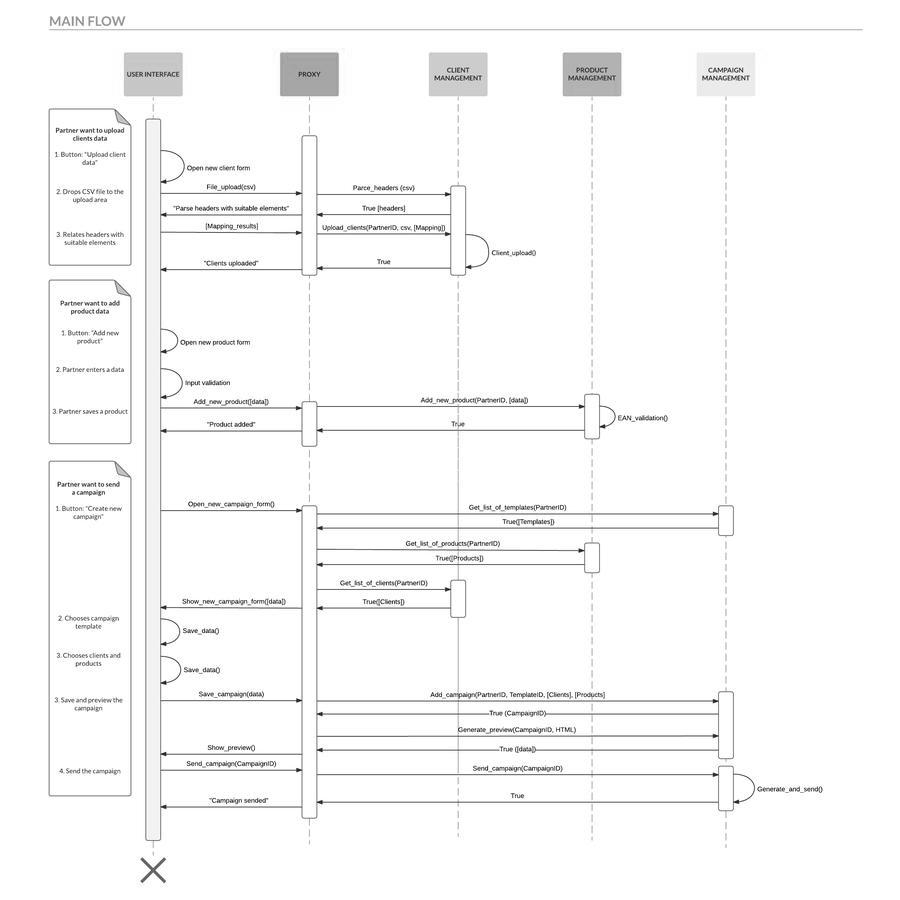 MAIN FLOW
USER INTERFACE
PROXY
CLIENT
MANAGEMENT
PRODUCT
MANAGEMENT
CAMPAIGN
MANAGEMENT
Partner want to upload
clients data
1. Button: "Upload client
data"
Open new client form
2. Drops CSV file to the
upload area
File_upload(csv)
Parce_headers (csv)
"Parse headers with suitable elements"
True [headers]
3. Relates headers with
suitable elements
[Mapping_results]
Upload_clients(PartnerID, csv, [Mapping])
Client_upload()
"Clients uploaded"
True
Partner want to add
product data
1. Button: "Add new
product"
Open new product form
2. Partner enters a data
Input validation
3. Partner saves a product
Add_new_product([data])
Add_new_product(PartnerID, [data])
EAN_validation()
"Product added"
True
Partner want to send
a campaign
1. Button: "Create new
campaign"
Open_new_campaign_form()
Get_list_of_templates(PartnerID)
True([Templates])
Get_list_of_products(PartnerID)
True([Products])
Get_list_of_clients(PartnerID)
Show_new_campaign_form([data])
True([Clients])
2. Chooses campaign
template
Save_data()
3. Chooses clients and
products
Save_data()
3. Save and preview the
campaign
Save_campaign(data)
Add_campaign(PartnerID, TemplateID, [Clients], [Products]
True (CampaignID)
Generate_preview(CampaignID, HTML)
Show_preview()
True ([data])
4. Send the campaign
Send_campaign(CampaignID)
Send_campaign(CampaignID)
Generate_and_send()
"Campaign sended"
True